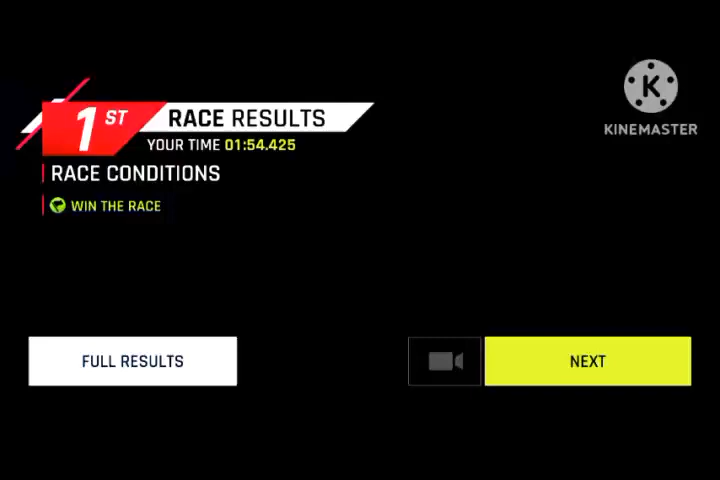 1ST
RACE RESULTS
YOUR TIME 01:54.425
RACE CONDITIONS
WIN THE RACE
K
KINEMASTER
FULL RESULTS
NEXT